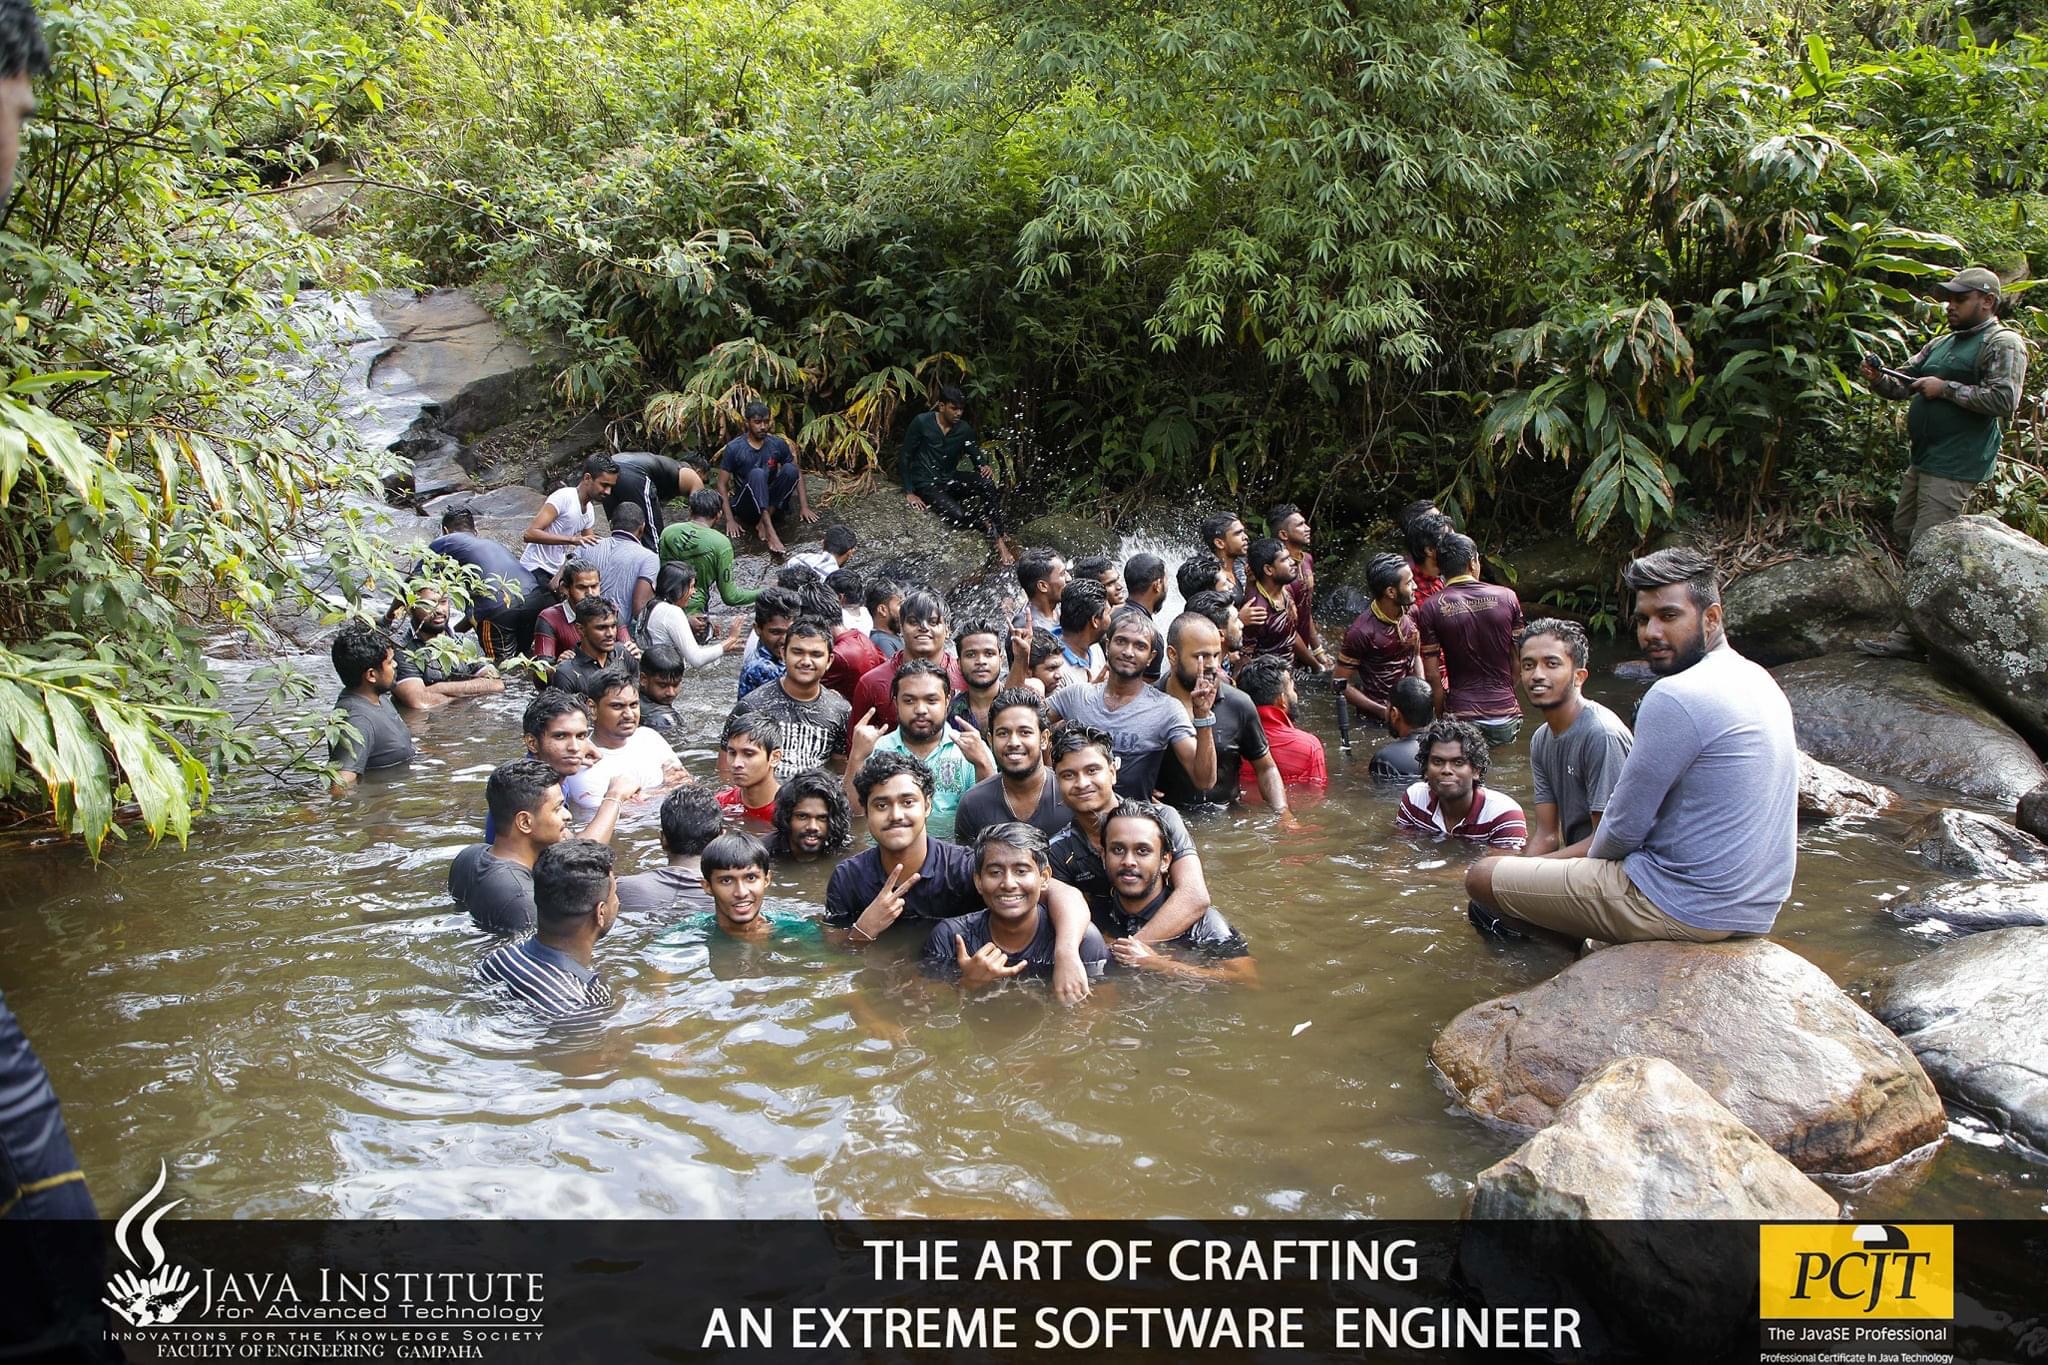 JAVA INSTITUTE
for Advanced Technology
INNOVATIONS FOR THE KNOWLEDGE SOCIETY
FACULTY OF ENGINEERING GAMPAHA
THE ART OF CRAFTING
AN EXTREME SOFTWARE ENGINEER
PCJT
The JavaSE Professional
Professional Certificate In Java Technology